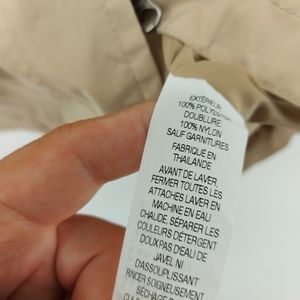 EXTÉRIEUR
100% POLYESTER
DOUBLURE:
100% NYLON
SAUF GARNITURES
FABRIQUÉ EN
THAÏLANDE
AVANT DE LAVER,
FERMER TOUTES LES
ATTACHES LAVER EN
MACHINE EN EAU
CHAUDE. SÉPARER LES
COULEURS DÉTERGENT
DOUX PAS D'EAU DE
JAVEL NI
D'ASSOUPLISSANT
RINCER SOIGNEUSEMENT